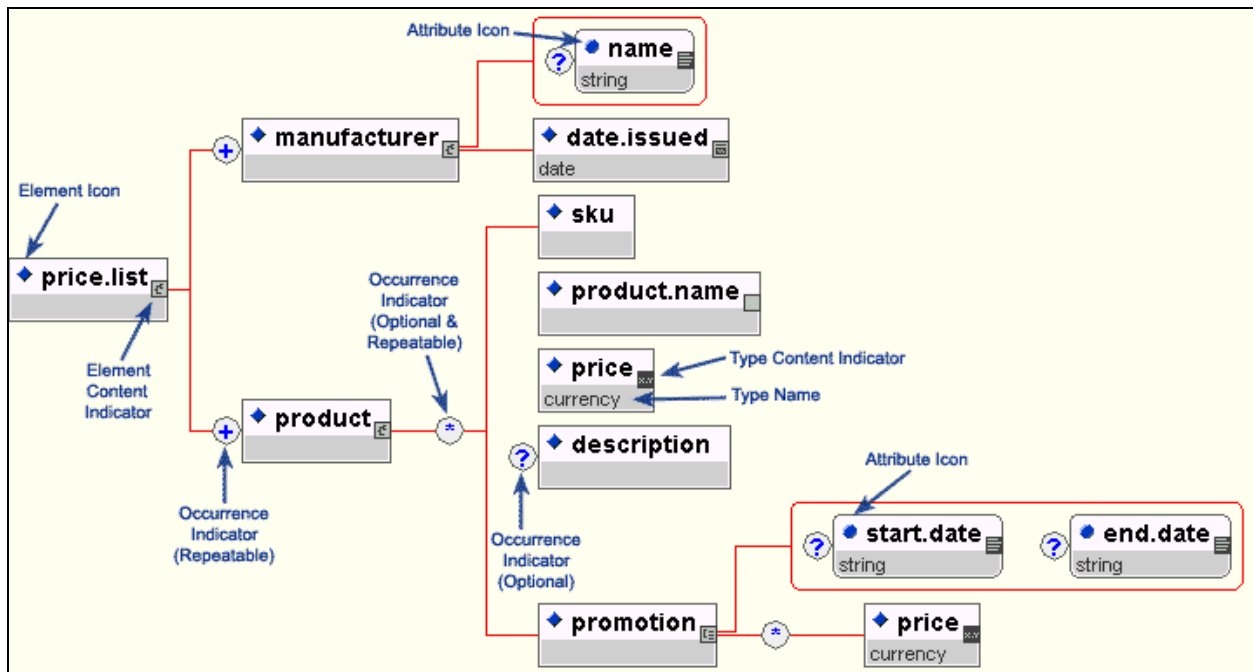 Attribute Icon
name
?
string
manufacturer
+
date.issued
date
Element Icon
sku
price.list
Occurrence
Indicator
(Optional &
Repeatable)
product.name
Element
Content
Indicator
price
x.y
currency
Type Content Indicator
Type Name
product
+
*
description
?
Attribute Icon
Occurrence
Indicator
(Repeatable)
Occurrence
Indicator
(Optional)
? start.date
string
? end.date
string
promotion
*
price
x.y
currency